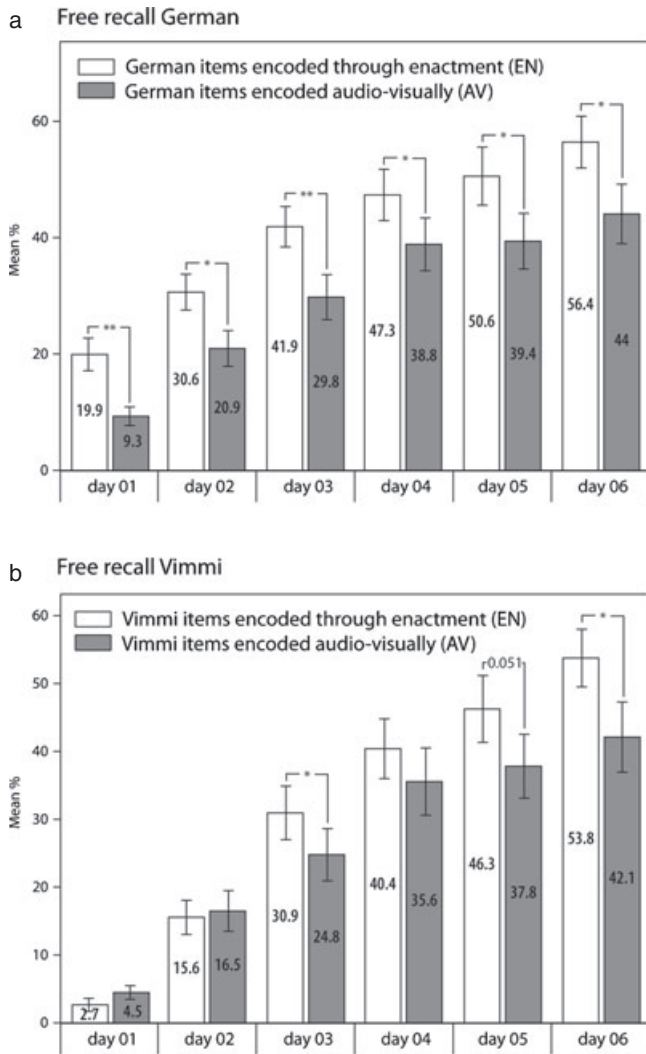 a
Free recall German
German items encoded through enactment (EN)
German items encoded audio-visually (AV)
Mean %
60
40
20
0
**
*
**
*
*
*
19.9
9.3
30.6
20.9
41.9
29.8
47.3
38.8
50.6
39.4
56.4
44
day 01
day 02
day 03
day 04
day 05
day 06
b
Free recall Vimmi
Vimmi items encoded through enactment (EN)
Vimmi items encoded audio-visually (AV)
Mean %
60
50
40
30
20
10
0
*
0.051
*
2.7
4.5
15.6
16.5
30.9
24.8
40.4
35.6
46.3
37.8
53.8
42.1
day 01
day 02
day 03
day 04
day 05
day 06